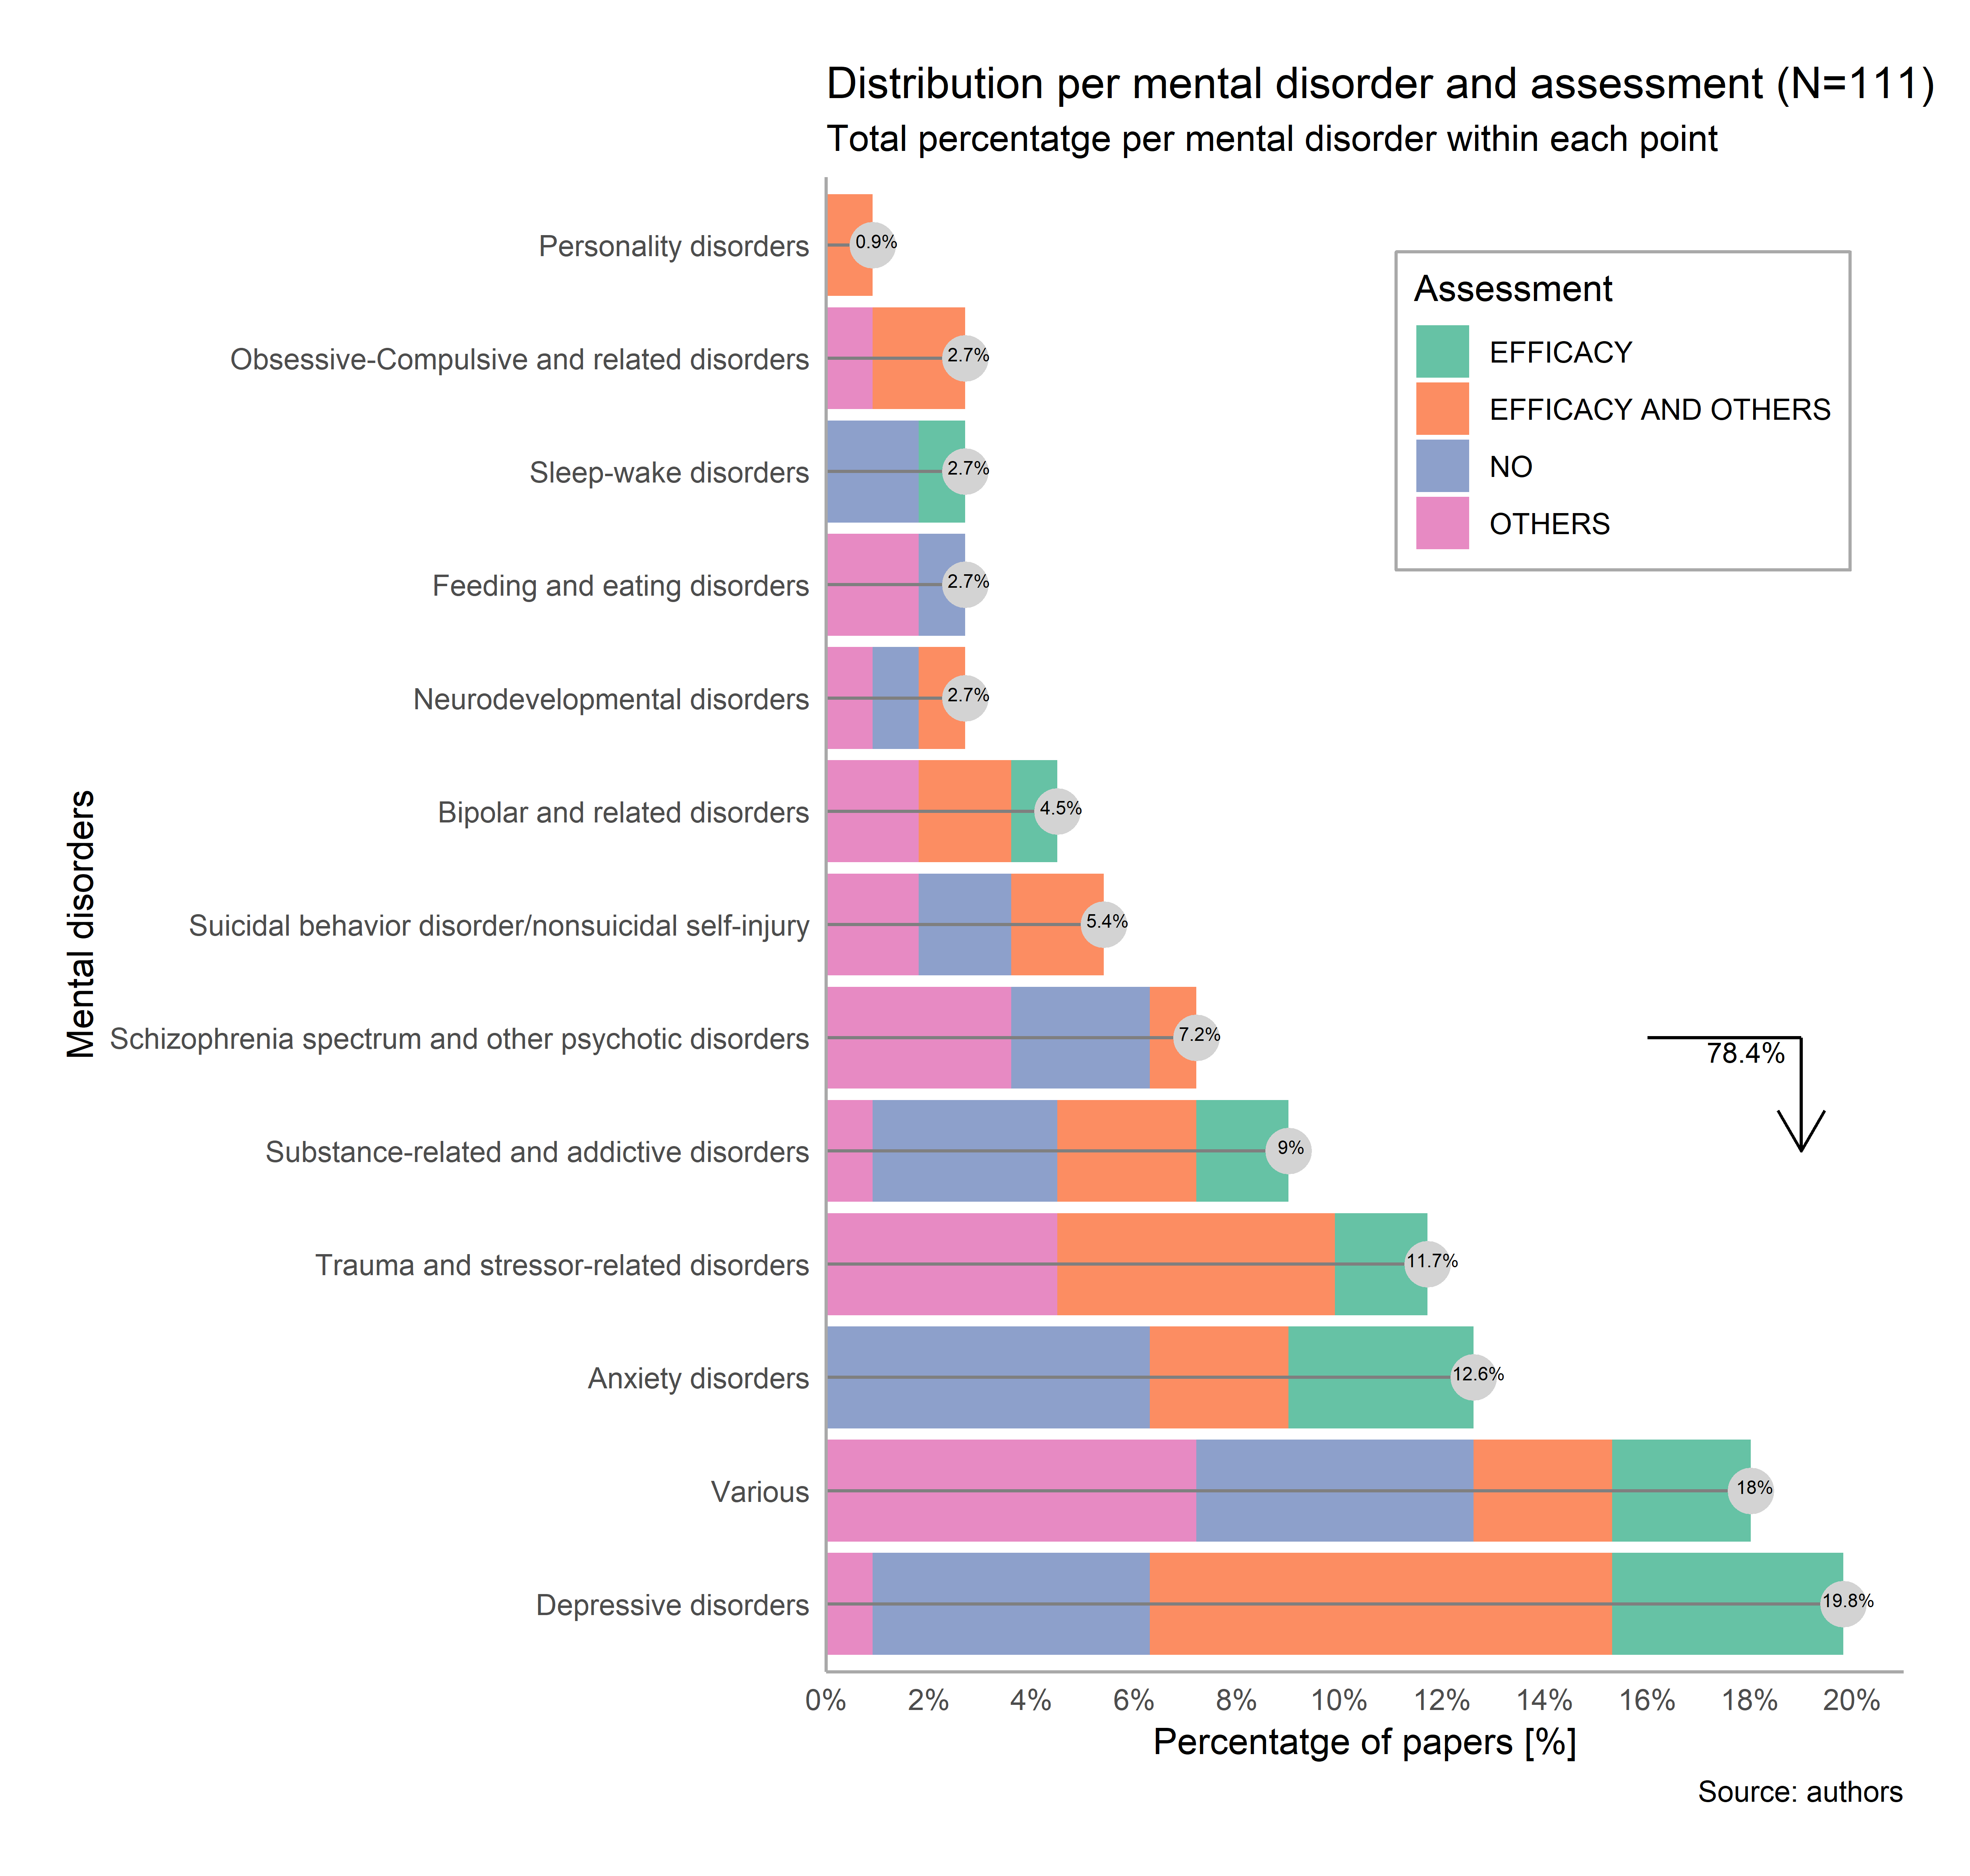 Distribution per mental disorder and assessment (N=111)
Total percentatge per mental disorder within each point
Mental disorders
Personality disorders
0.9%
Obsessive-Compulsive and related disorders
2.7%
Sleep-wake disorders
2.7%
Feeding and eating disorders
2.7%
Neurodevelopmental disorders
2.7%
Bipolar and related disorders
4.5%
Suicidal behavior disorder/nonsuicidal self-injury
5.4%
Schizophrenia spectrum and other psychotic disorders
7.2%
Substance-related and addictive disorders
9%
Trauma and stressor-related disorders
11.7%
Anxiety disorders
12.6%
Various
18%
Depressive disorders
19.8%
Assessment
EFFICACY
EFFICACY AND OTHERS
NO
OTHERS
78.4%
0% 2% 4% 6% 8% 10% 12% 14% 16% 18% 20%
Percentatge of papers [%]
Source: authors